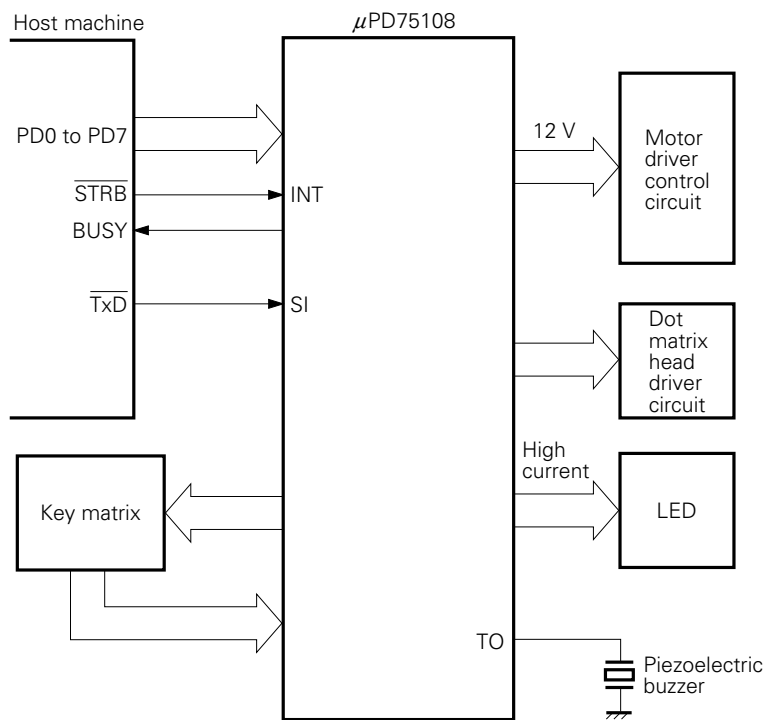 Host machine
μPD75108
PD0 to PD7
STRB
BUSY
TxD
INT
SI
12 V
Motor
driver
control
circuit
Dot
matrix
head
driver
circuit
High
current
LED
Key matrix
TO
Piezoelectric
buzzer